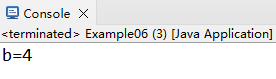 Console
<terminated> Example06 (3) [Java Application]
b=4